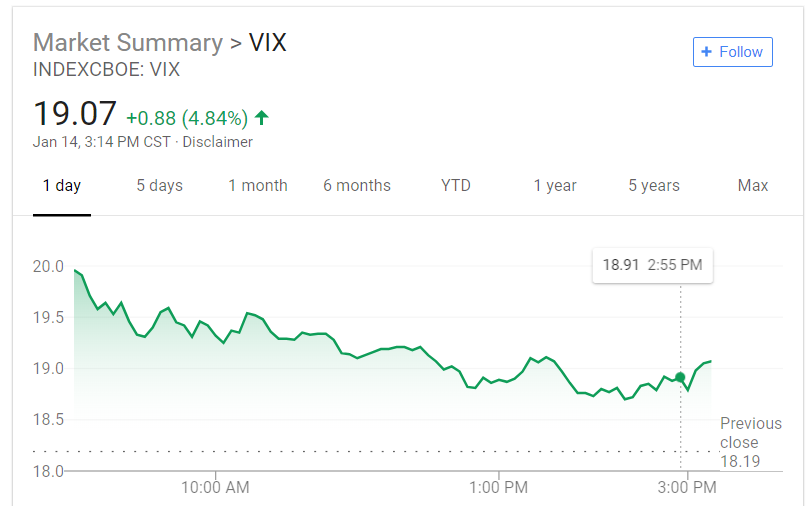 Market Summary > VIX
INDEXCBOE: VIX
+ Follow
19.07 +0.88 (4.84%) ↑
Jan 14, 3:14 PM CST · Disclaimer
1 day 5 days 1 month 6 months YTD 1 year 5 years Max
18.91 2:55 PM
20.0
19.5
19.0
18.5
18.0
Previous
close
18.19
10:00 AM 1:00 PM 3:00 PM